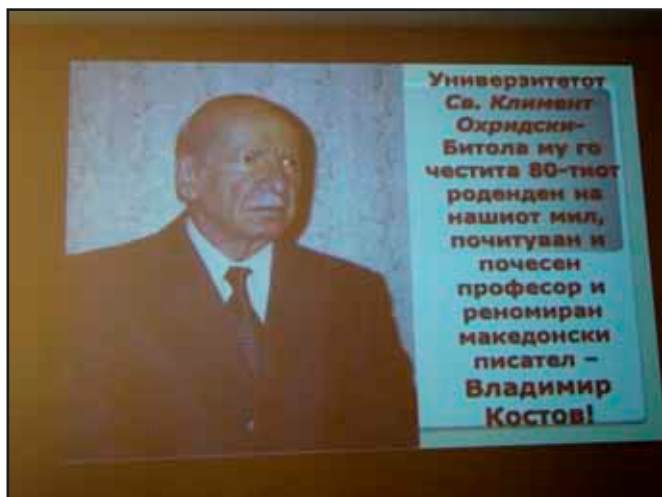 Универзитетот
Св. Климент
Охридски-
Битола му го
честита 80-тиот
роденден на
нашиот мил,
почитуван и
почесен
професор и
реномиран
македонски
писател –
Владимир
Костов!